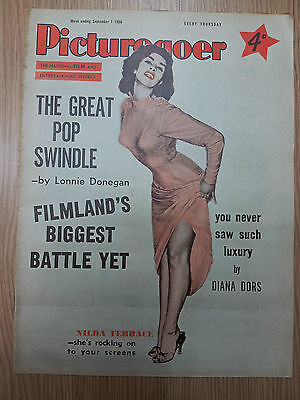 Week ending September 1 1956
EVERY THURSDAY
Picturegoer
4ᴰ
THE NATIONAL FILM AND
ENTERTAINMENT WEEKLY
THE GREAT
POP
SWINDLE
—by Lonnie Donegan
FILMLAND'S
BIGGEST
BATTLE YET
you never
saw such
luxury
by
DIANA DORS
NILDA TERRACE
—she's rocking on
to your screens